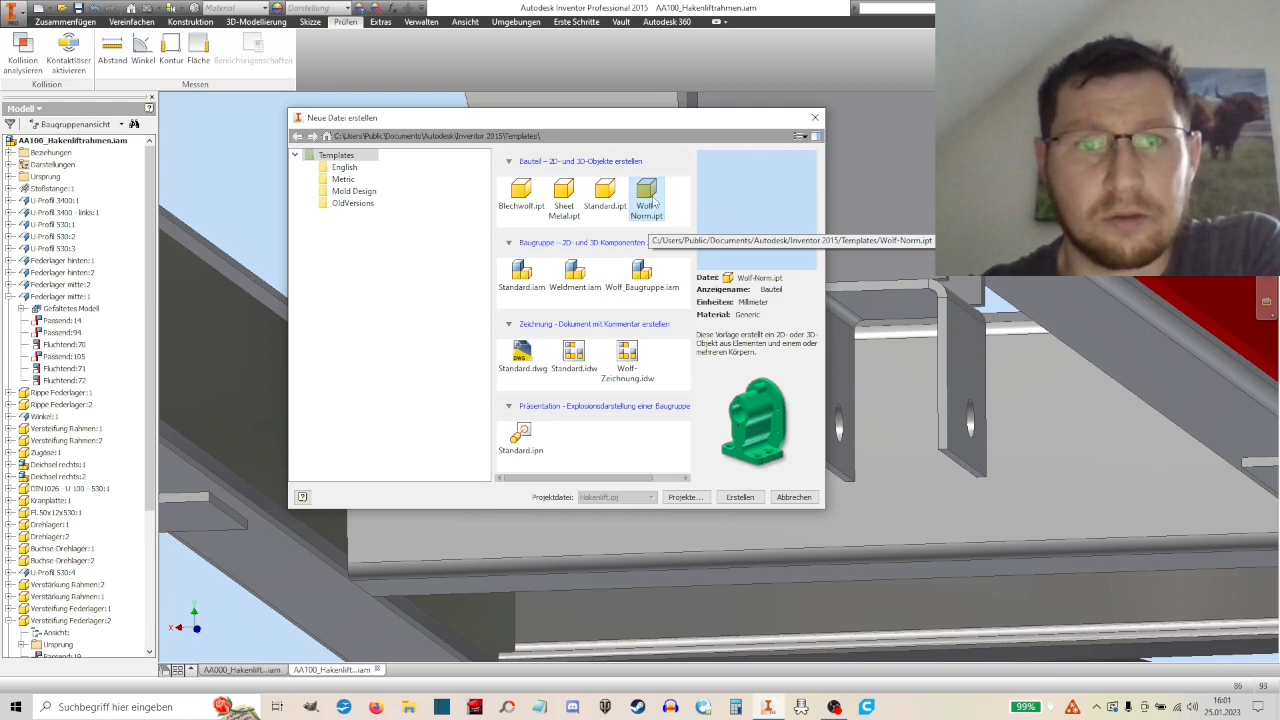 Material
Darstellung
Autodesk Inventor Professional 2015 AA100_Hakenliftrahmen.iam
PRO
Zusammenfügen Vereinfachen Konstruktion 3D-Modellierung Skizze Prüfen Extras Verwalten Ansicht Umgebungen Erste Schritte Vault Autodesk 360
Kollision analysieren
Kontaktlöser aktivieren
Abstand Winkel Kontur Fläche Bereichseigenschaften.
Kollision
Messen
Modell
Baugruppenansicht
AA100_Hakenliftrahmen.iam
Beziehungen
Darstellungen
Ursprung
Stoßstange:1
U-Profil 3400:1
U-Profil 3400 - links:1
U-Profil 530:1
U-Profil 530:2
U-Profil 530:3
Federlager hinten:1
Federlager hinten:2
Federlager mitte:2
Federlager mitte:1
Gefaltetes Modell
Passend:14
Passend:94
Fluchtend:70
Passend:105
Fluchtend:71
Fluchtend:72
Rippe Federlager:1
Rippe Federlager:2
Winkel:1
Versteifung Rahmen:1
Versteifung Rahmen:2
Zugöse:1
Deichsel rechts:1
Deichsel rechts:2
DIN1026 - U 100 - 530:1
Kranplatte:1
Fl.50x12x530:1
Drehlager:1
Drehlager:2
Buchse-Drehlager:1
Buchse-Drehlager:2
U-Profil 530:4
Verstärkung Rahmen:2
Verstärkung Rahmen:1
Versteifung Federlager:1
Versteifung Federlager:2
Ansicht:
Ursprung
Neue Datei erstellen
C:\Users\Public\Documents\Autodesk\Inventor 2015\Templates\
Templates
English
Metric
Mold Design
OldVersions
Bauteil – 2D- und 3D-Objekte erstellen
Blechwolf.ipt
Sheet Metal.ipt
Standard.ipt
Wolf-Norm.ipt
C:/Users/Public/Documents/Autodesk/Inventor 2015/Templates/Wolf-Norm.ipt
Baugruppe – 2D- und 3D-Komponenten
Standard.iam Weldment.iam Wolf_Baugruppe.iam
Zeichnung - Dokument mit Kommentar erstellen
DWG
Standard.dwg Standard.idw
Wolf-Zeichnung.idw
Präsentation - Explosionsdarstellung einer Baugruppe
Standard.ipn
Datei: Wolf-Norm.ipt
Anzeigename: Bauteil
Einheiten: Millimeter
Material: Generic
Diese Vorlage erstellt ein 2D- oder 3D-
Objekt aus Elementen und einem oder
mehreren Körpern.
Projektdatei: Hakenlift.ipj Projekte... Erstellen Abbrechen
Y
X
AA000_Hakenlift...iam AA100_Hakenlift...iam
86 93
Suchbegriff hier eingeben
99%
16:01
25.01.2023